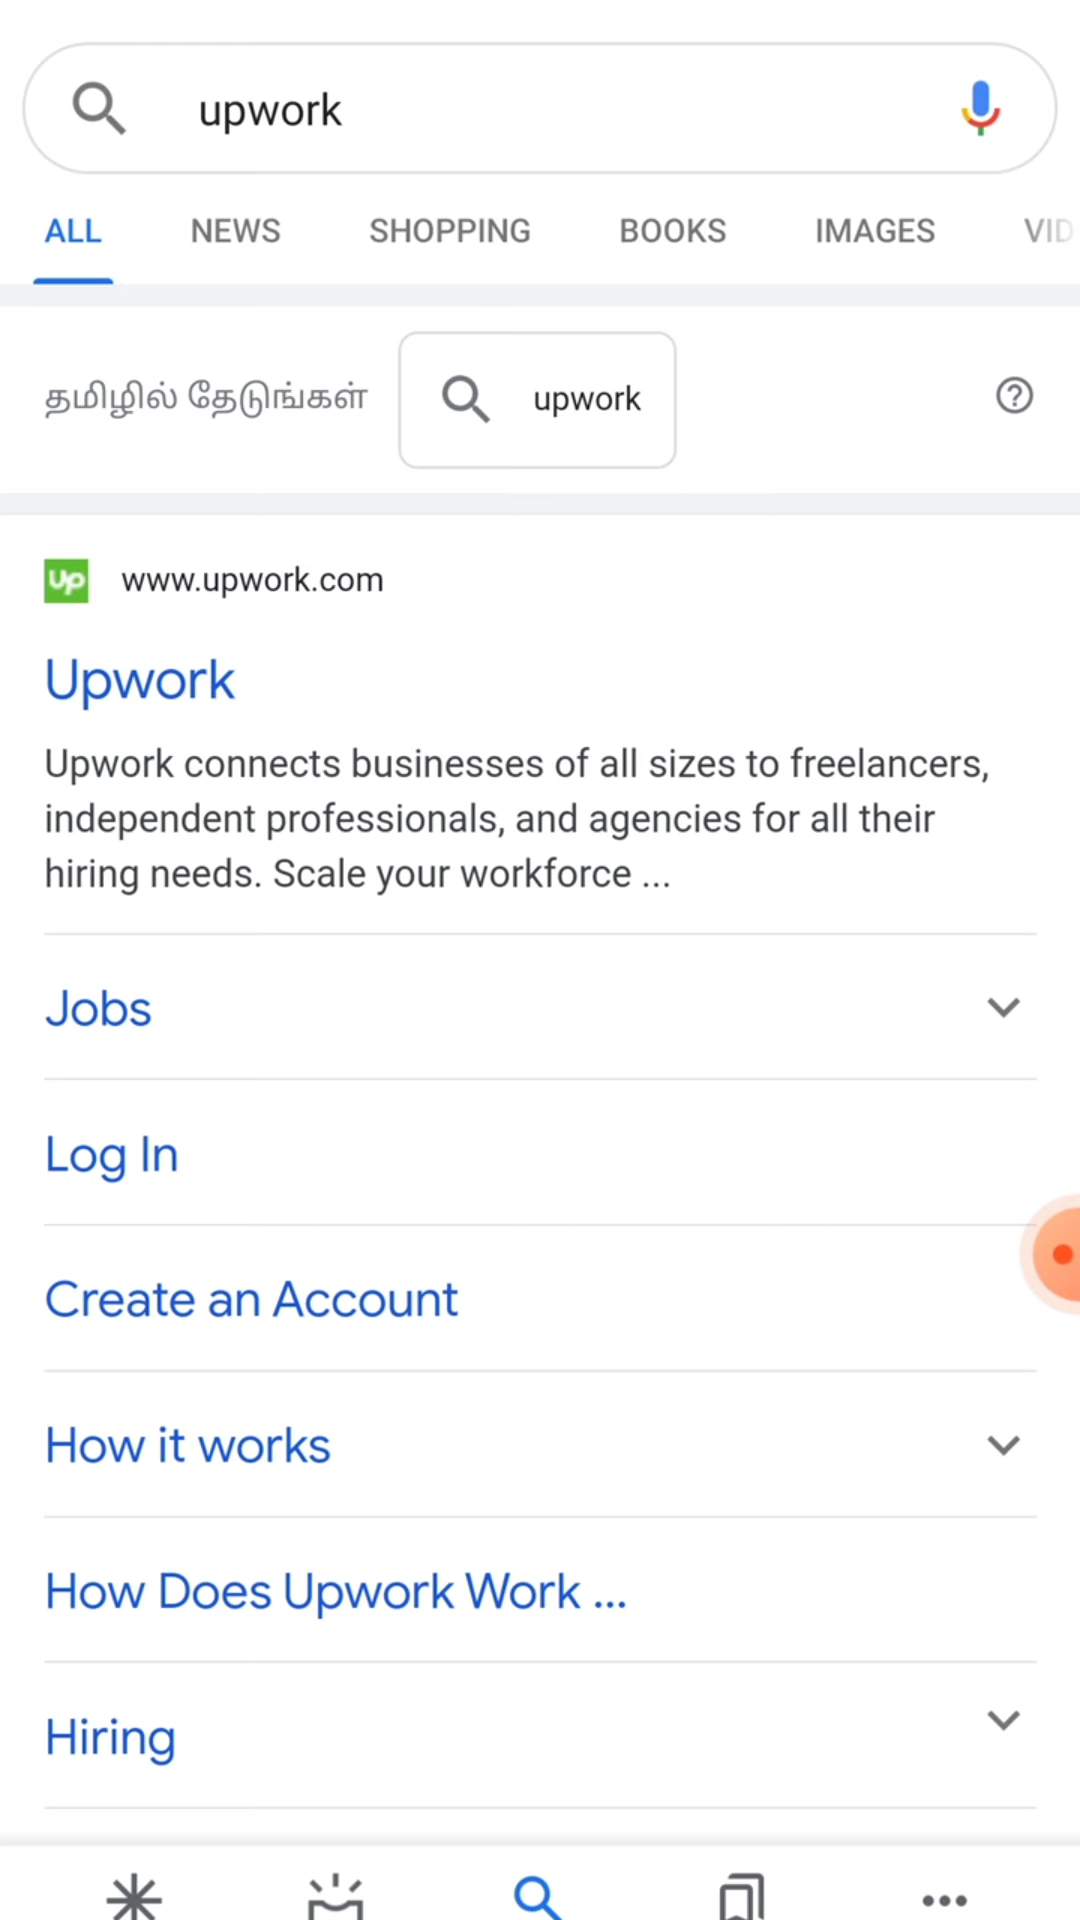 upwork
ALL NEWS SHOPPING BOOKS IMAGES VID
தமிழில் தேடுங்கள் upwork
Up www.upwork.com
Upwork
Upwork connects businesses of all sizes to freelancers,
independent professionals, and agencies for all their
hiring needs. Scale your workforce ...
Jobs
Log In
Create an Account
How it works
How Does Upwork Work ...
Hiring